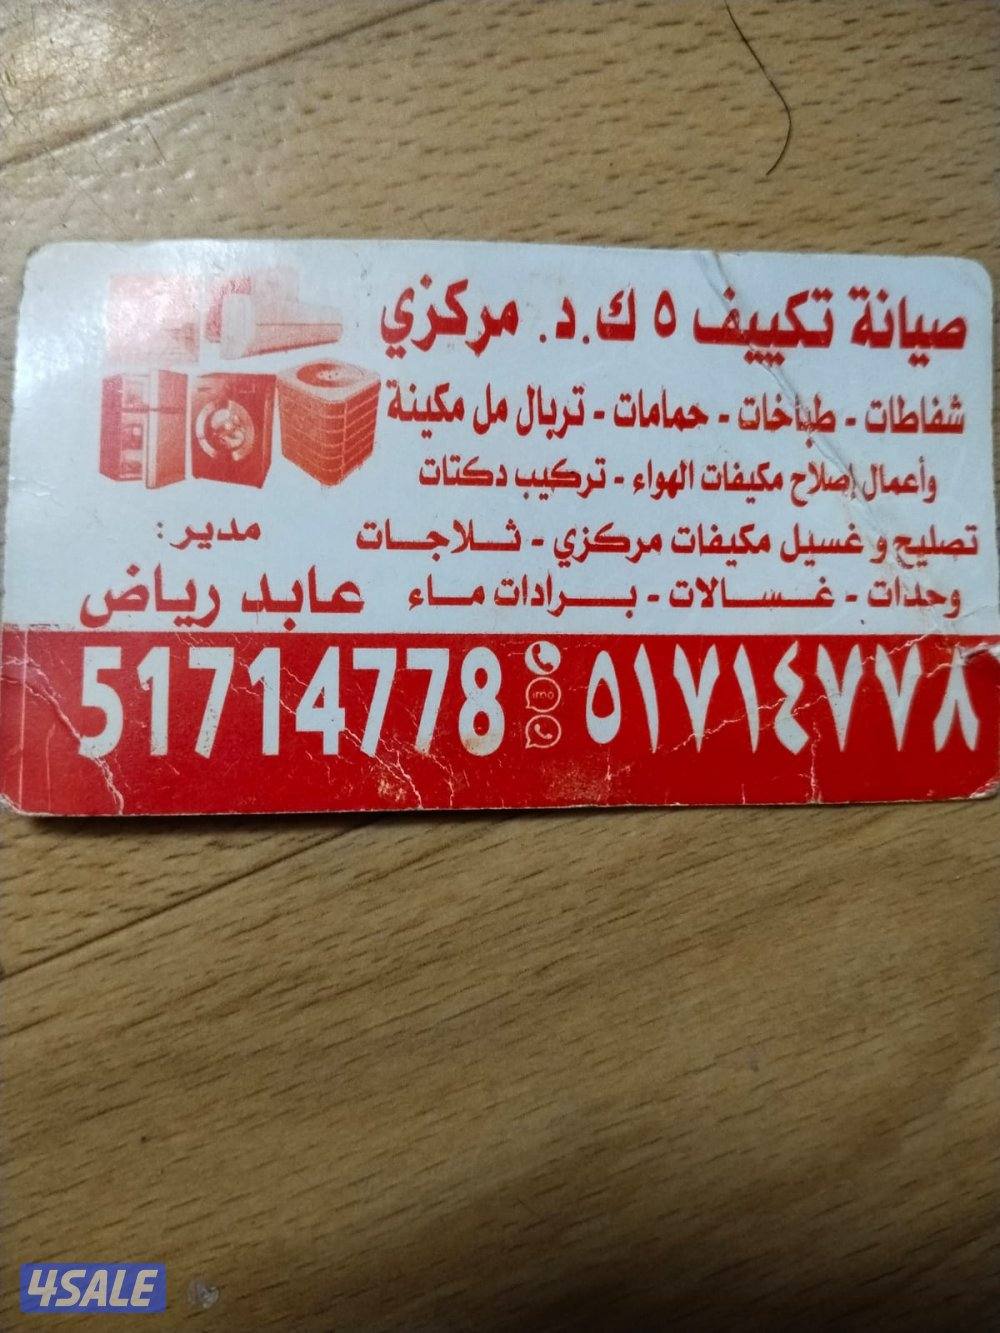 صيانة تكييف ٥ ك.د. مركزي
شفاطات - طباخات - حمامات - تربال مل مكينة
وأعمال إصلاح مكيفات الهواء - تركيب دكتات
تصليح و غسيل مكيفات مركزي - ثلاجات
وحدات - غسالات - برادات ماء
مدير:
عابد رياض
51714778
imo
٥١٧١٤٧٧٨
4SALE